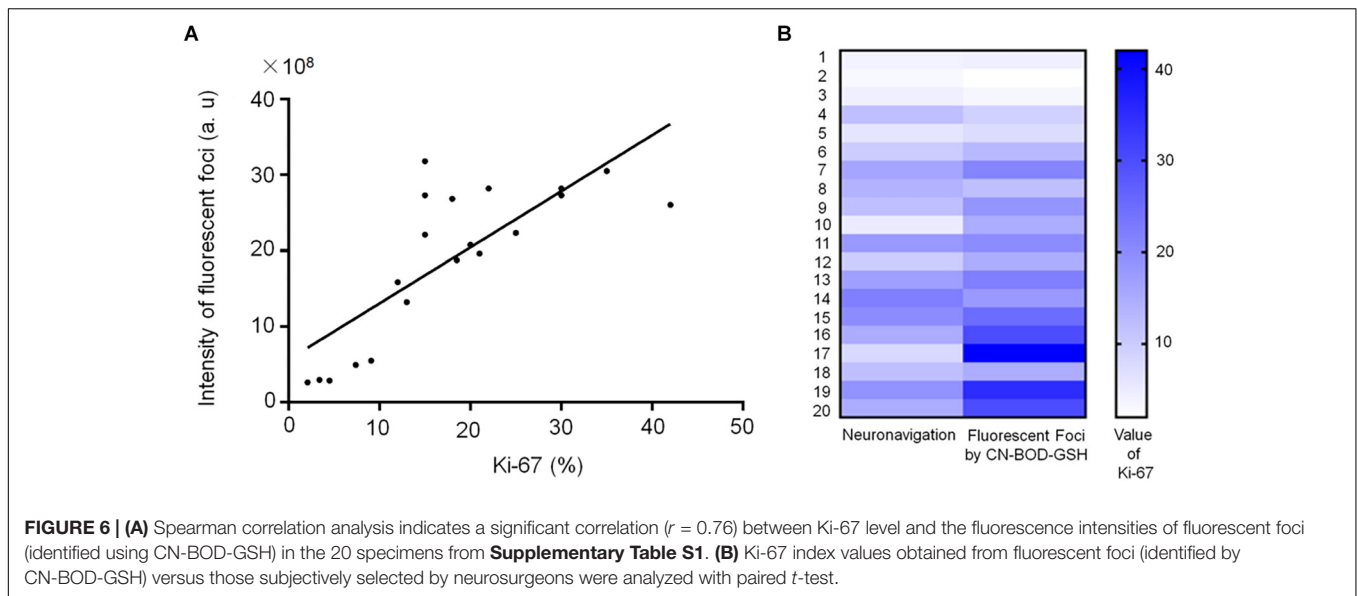 A
× 10⁸
Intensity of fluorescent foci (a. u)
40
30
20
10
0
0 10 20 30 40 50
Ki-67 (%)
B
1
2
3
4
5
6
7
8
9
10
11
12
13
14
15
16
17
18
19
20
Neuronavigation
Fluorescent Foci
by CN-BOD-GSH
40
30
20
10
Value
of
Ki-67
FIGURE 6 | (A) Spearman correlation analysis indicates a significant correlation (r = 0.76) between Ki-67 level and the fluorescence intensities of fluorescent foci
(identified using CN-BOD-GSH) in the 20 specimens from Supplementary Table S1. (B) Ki-67 index values obtained from fluorescent foci (identified by
CN-BOD-GSH) versus those subjectively selected by neurosurgeons were analyzed with paired t-test.